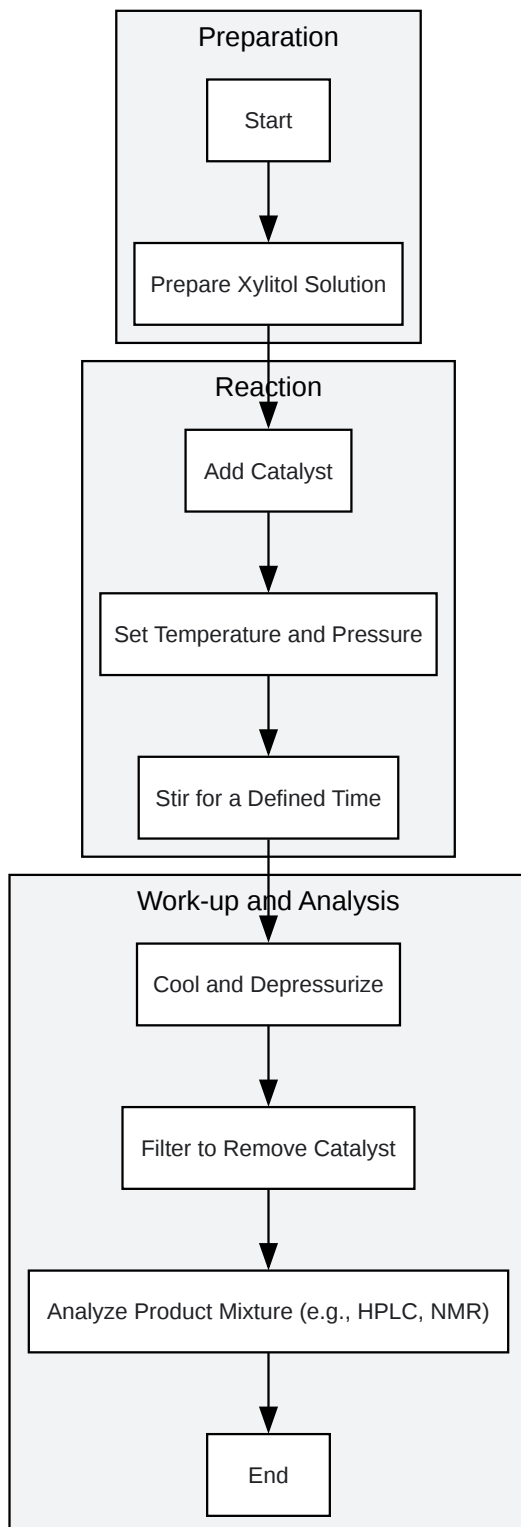 Preparation
Start
Prepare Xylitol Solution
Reaction
Add Catalyst
Set Temperature and Pressure
Stir for a Defined Time
Work-up and Analysis
Cool and Depressurize
Filter to Remove Catalyst
Analyze Product Mixture (e.g., HPLC, NMR)
End